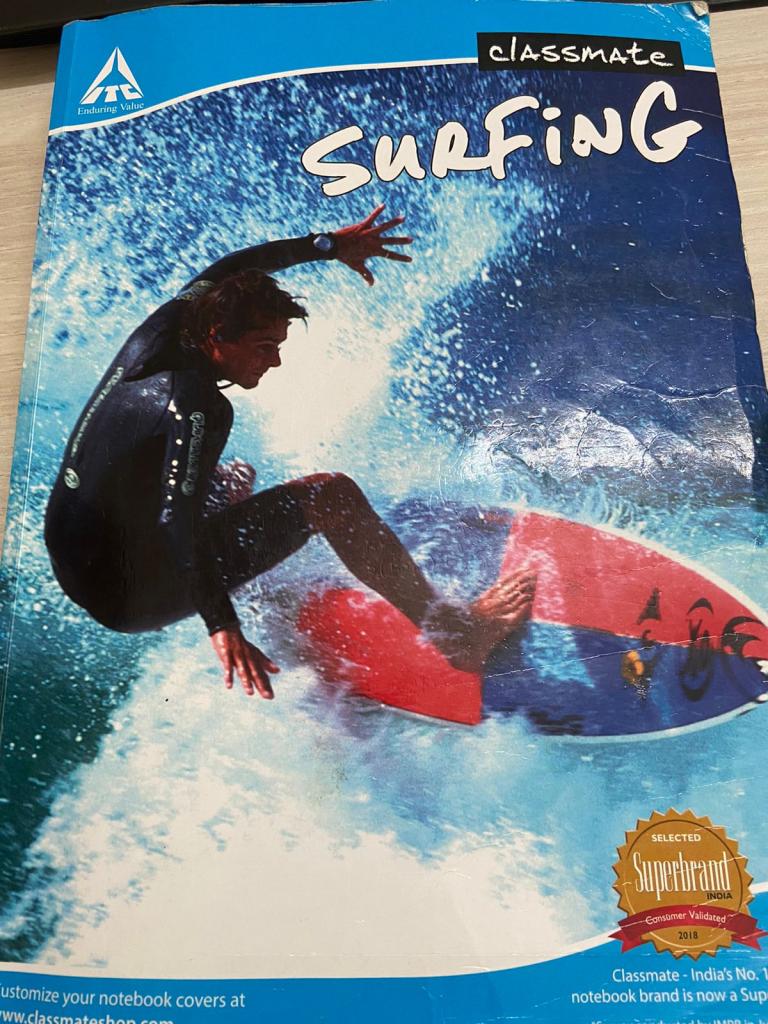 classmate
ITC
Enduring Value
SURFING
SELECTED
Superbrand
INDIA
Consumer Validated
2018
Classmate - India's No. 1
notebook brand is now a
ustomize your notebook covers at
www.classmateshop.com